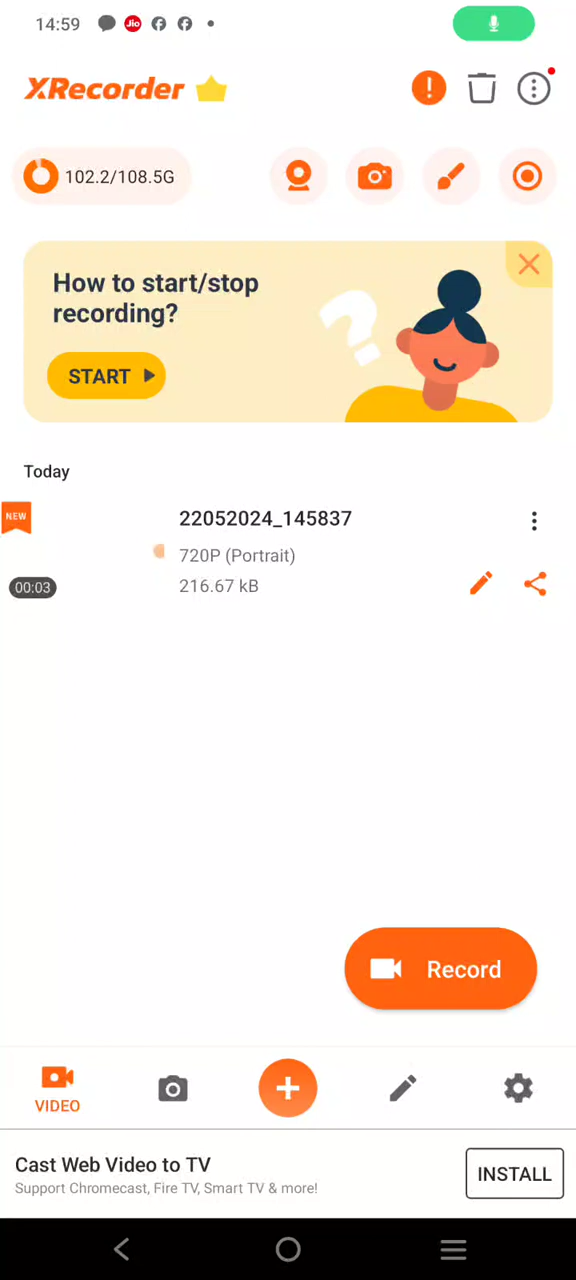 14:59
Jio
XRecorder
102.2/108.5G
How to start/stop
recording?
START
Today
NEW
22052024_145837
720P (Portrait)
00:03
216.67 kB
Record
VIDEO
Cast Web Video to TV
Support Chromecast, Fire TV, Smart TV & more!
INSTALL